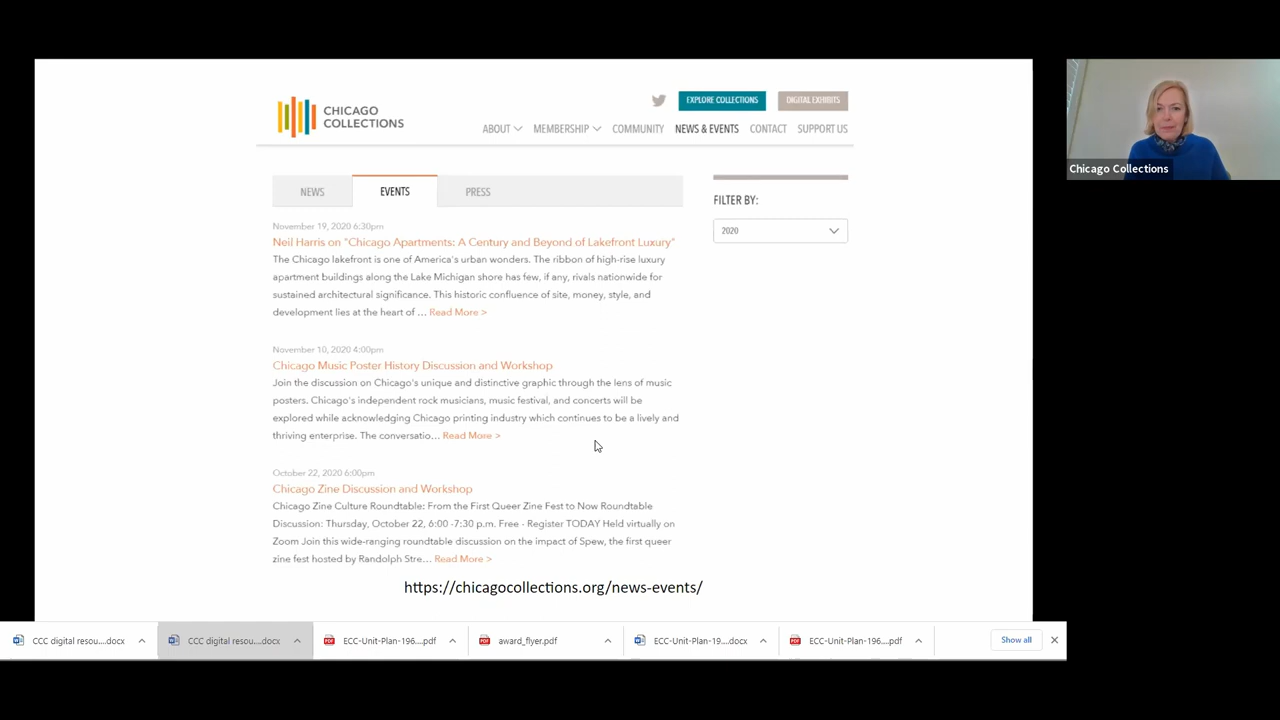 CHICAGO
COLLECTIONS
EXPLORE COLLECTIONS
DIGITAL EXHIBITS
ABOUT
MEMBERSHIP
COMMUNITY
NEWS & EVENTS
CONTACT
SUPPORT US
NEWS
EVENTS
PRESS
FILTER BY:
2020
November 19, 2020 6:30pm
Neil Harris on "Chicago Apartments: A Century and Beyond of Lakefront Luxury"
The Chicago lakefront is one of America's urban wonders. The ribbon of high-rise luxury
apartment buildings along the Lake Michigan shore has few, if any, rivals nationwide for
sustained architectural significance. This historic confluence of site, money, style, and
development lies at the heart of ... Read More >
November 10, 2020 4:00pm
Chicago Music Poster History Discussion and Workshop
Join the discussion on Chicago's unique and distinctive graphic through the lens of music
posters. Chicago's independent rock musicians, music festival, and concerts will be
explored while acknowledging Chicago printing industry which continues to be a lively and
thriving enterprise. The conversatio... Read More >
October 22, 2020 6:00pm
Chicago Zine Discussion and Workshop
Chicago Zine Culture Roundtable: From the First Queer Zine Fest to Now Roundtable
Discussion: Thursday, October 22, 6:00 -7:30 p.m. Free - Register TODAY Held virtually on
Zoom Join this wide-ranging roundtable discussion on the impact of Spew, the first queer
zine fest hosted by Randolph Stre... Read More >
https://chicagocollections.org/news-events/
Chicago Collections
CCC digital resou....docx
CCC digital resou....docx
ECC-Unit-Plan-196....pdf
award_flyer.pdf
ECC-Unit-Plan-19....docx
ECC-Unit-Plan-196....pdf
Show all